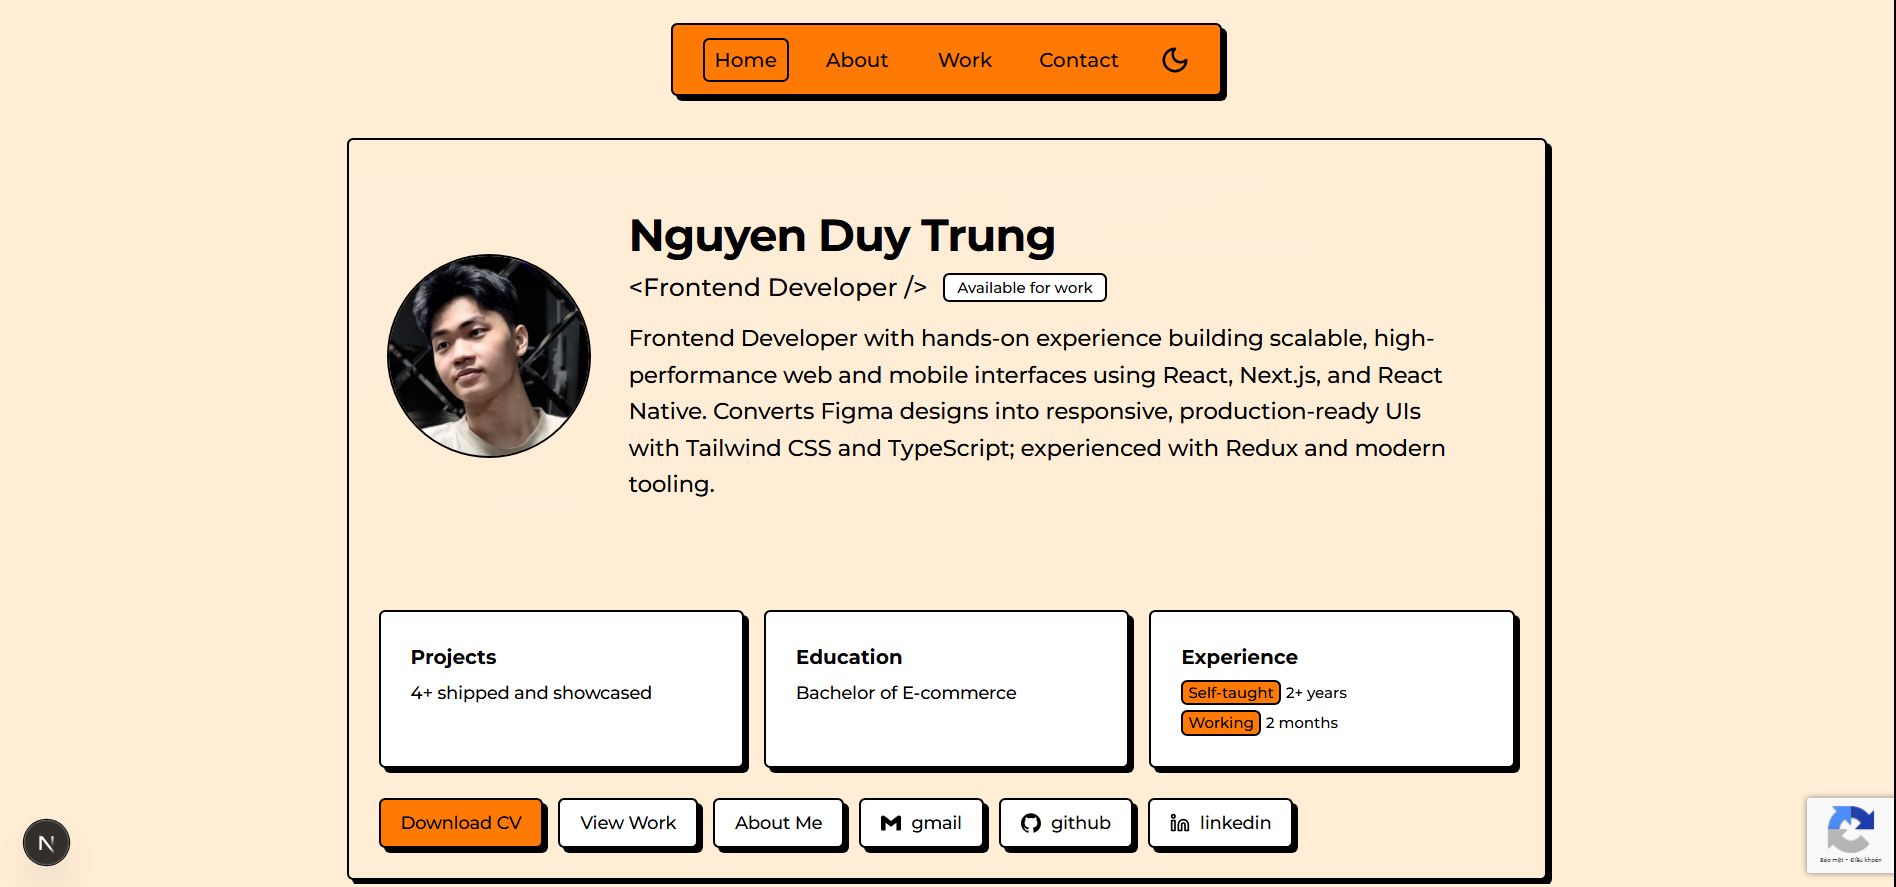 Home About Work Contact
Nguyen Duy Trung
<Frontend Developer /> Available for work
Frontend Developer with hands-on experience building scalable, high-
performance web and mobile interfaces using React, Next.js, and React
Native. Converts Figma designs into responsive, production-ready UIs
with Tailwind CSS and TypeScript; experienced with Redux and modern
tooling.
Projects
4+ shipped and showcased
Education
Bachelor of E-commerce
Experience
Self-taught 2+ years
Working 2 months
Download CV View Work About Me gmail github linkedin
N
Bảo mật - Điều khoản